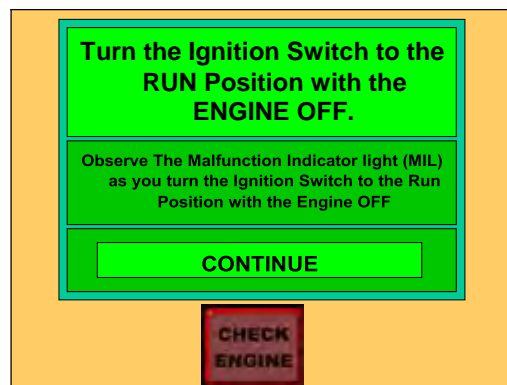 Turn the Ignition Switch to the
RUN Position with the
ENGINE OFF.
Observe The Malfunction Indicator light (MIL)
as you turn the Ignition Switch to the Run
Position with the Engine OFF
CONTINUE
CHECK
ENGINE